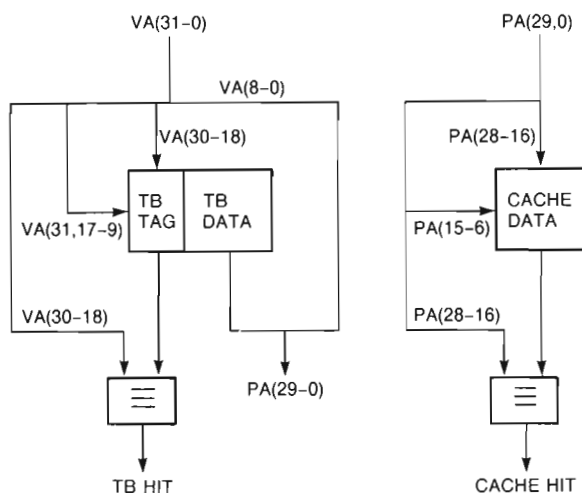 VA(31-0)
VA(8-0)
VA(30-18)
TB
TAG
TB
DATA
VA(31,17-9)
VA(30-18)
PA(29-0)
TB HIT
PA(29,0)
PA(28-16)
CACHE
DATA
PA(15-6)
PA(28-16)
CACHE HIT